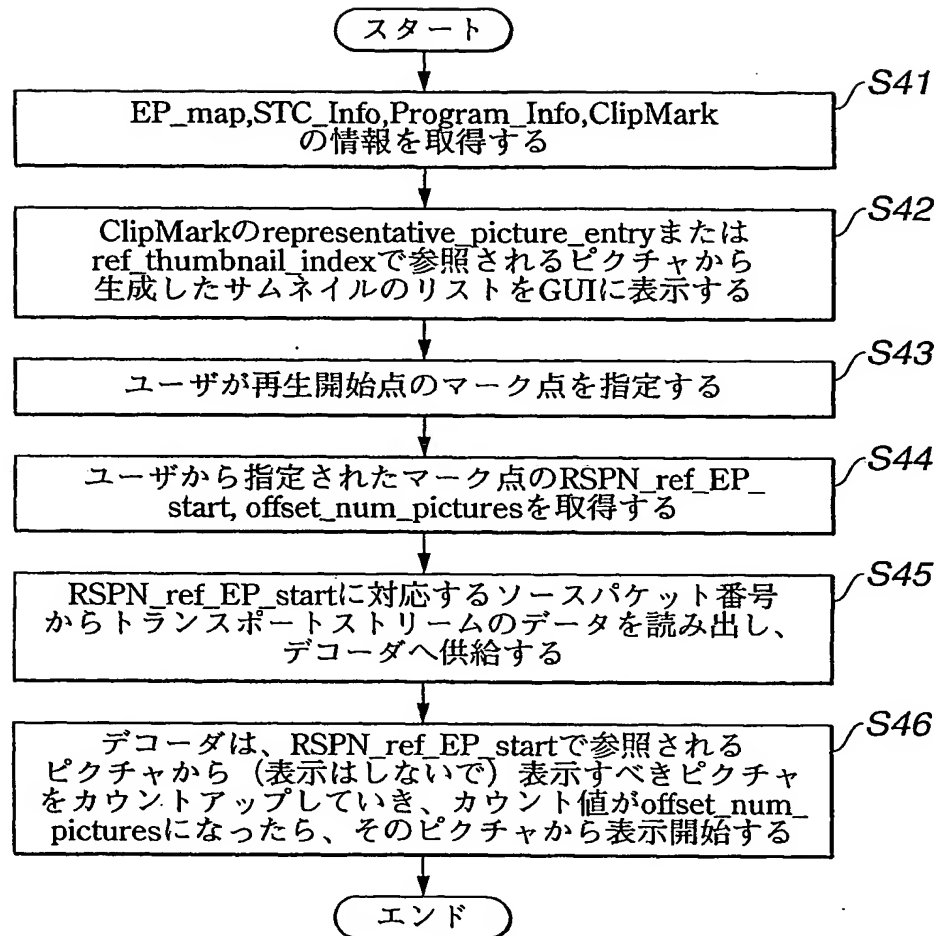 スタート
S41
EP_map,STC_Info,Program_Info,ClipMark
の情報を取得する
S42
ClipMarkのrepresentative_picture_entryまたは
ref_thumbnail_indexで参照されるピクチャから
生成したサムネイルのリストをGUIに表示する
S43
ユーザが再生開始点のマーク点を指定する
S44
ユーザから指定されたマーク点のRSPN_ref_EP_
start, offset_num_picturesを取得する
S45
RSPN_ref_EP_startに対応するソースパケット番号
からトランスポートストリームのデータを読み出し、
デコーダへ供給する
S46
デコーダは、RSPN_ref_EP_startで参照される
ピクチャから（表示はしないで）表示すべきピクチャ
をカウントアップしていき、カウント値がoffset_num_
picturesになったら、そのピクチャから表示開始する
エンド